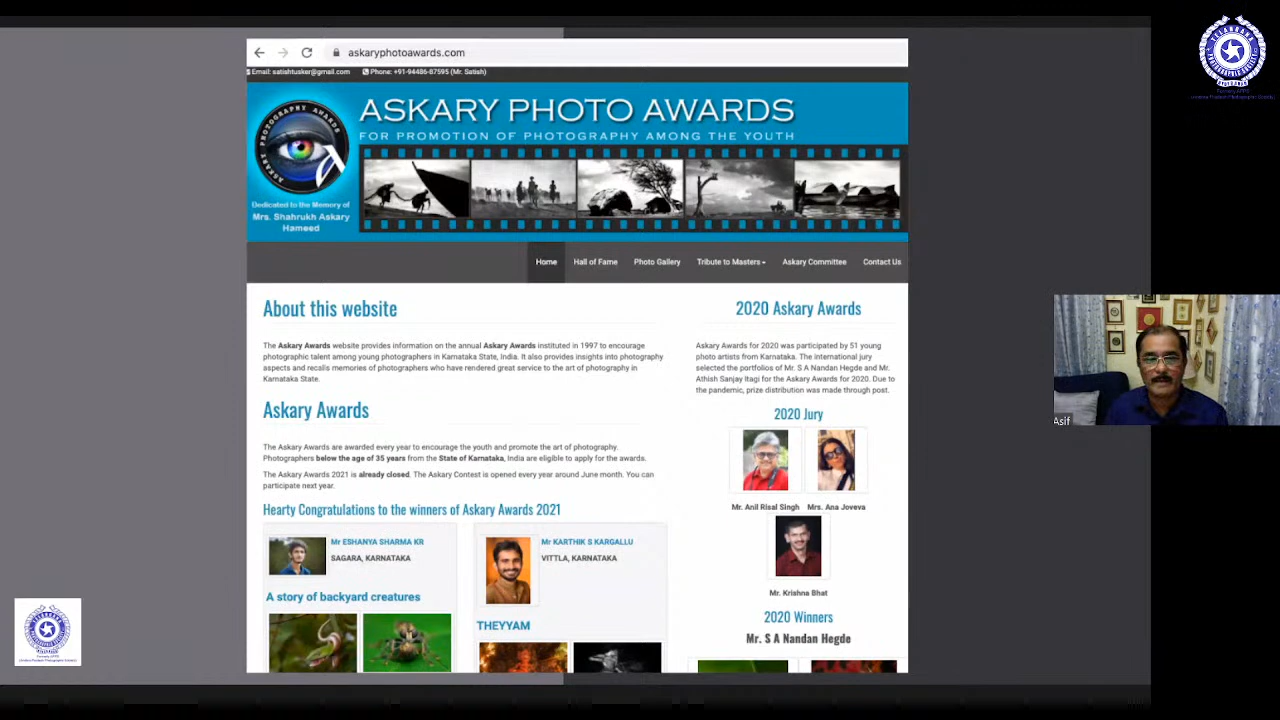 askaryphotoawards.com
Email: satishtusker@gmail.com Phone: +91-94486-87595 (Mr. Satish)
ASKARY PHOTO AWARDS
FOR PROMOTION OF PHOTOGRAPHY AMONG THE YOUTH
ASKARY PHOTOGRAPHY AWARDS
Dedicated to the Memory of
Mrs. Shahrukh Askary
Hameed
Home Hall of Fame Photo Gallery Tribute to Masters Askary Committee Contact Us
About this website
The Askary Awards website provides information on the annual Askary Awards instituted in 1997 to encourage
photographic talent among young photographers in Karnataka State, India. It also provides insights into photography
aspects and recalls memories of photographers who have rendered great service to the art of photography in
Karnataka State.
Askary Awards
The Askary Awards are awarded every year to encourage the youth and promote the art of photography.
Photographers below the age of 35 years from the State of Karnataka, India are eligible to apply for the awards.
The Askary Awards 2021 is already closed. The Askary Contest is opened every year around June month. You can
participate next year.
Hearty Congratulations to the winners of Askary Awards 2021
Mr ESHANYA SHARMA KR
SAGARA, KARNATAKA
A story of backyard creatures
Mr KARTHIK S KARGALLU
VITTLA, KARNATAKA
THEYYAM
2020 Askary Awards
Askary Awards for 2020 was participated by 51 young
photo artists from Karnataka. The international jury
selected the portfolios of Mr. S A Nandan Hegde and Mr.
Athish Sanjay Itagi for the Askary Awards for 2020. Due to
the pandemic, prize distribution was made through post.
2020 Jury
Mr. Anil Risal Singh Mrs. Ana Joveva
Mr. Krishna Bhat
2020 Winners
Mr. S A Nandan Hegde
Asif
TELANGANA